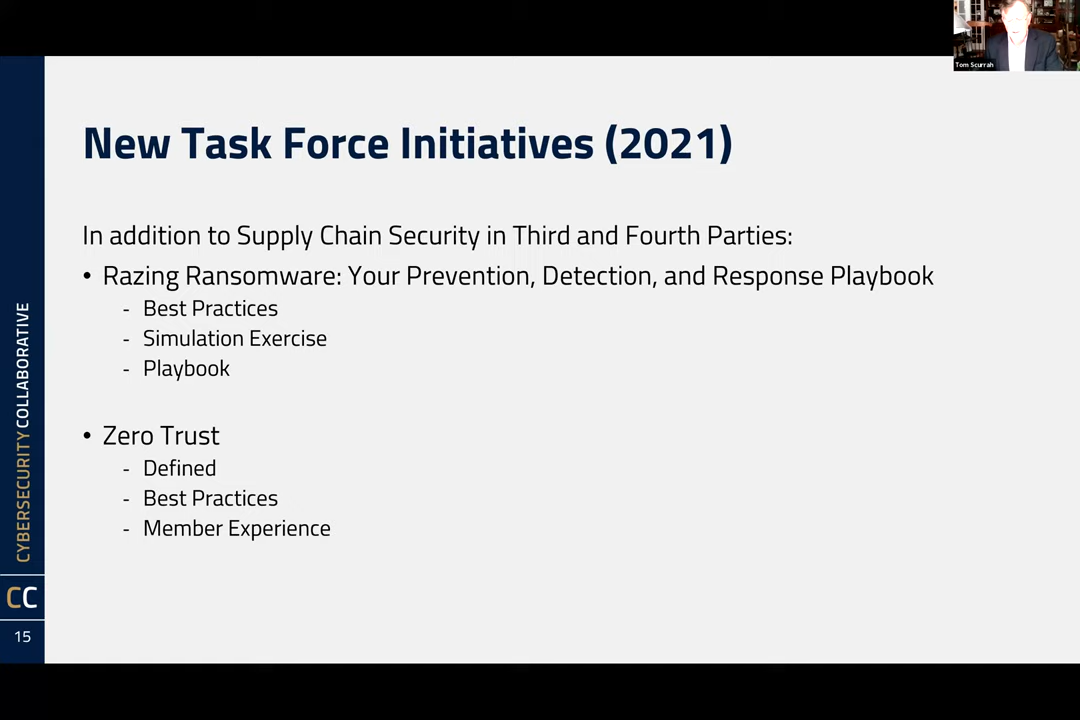 Tom Scurrah
New Task Force Initiatives (2021)
In addition to Supply Chain Security in Third and Fourth Parties:
• Razing Ransomware: Your Prevention, Detection, and Response Playbook
- Best Practices
- Simulation Exercise
- Playbook
• Zero Trust
- Defined
- Best Practices
- Member Experience
CYBERSECURITY COLLABORATIVE
CC
15